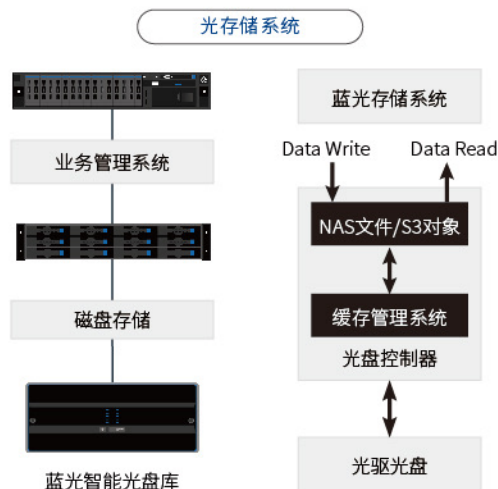 光存储系统
业务管理系统
磁盘存储
蓝光智能光盘库
蓝光存储系统
Data Write
Data Read
NAS文件/S3对象
缓存管理系统
光盘控制器
光驱光盘